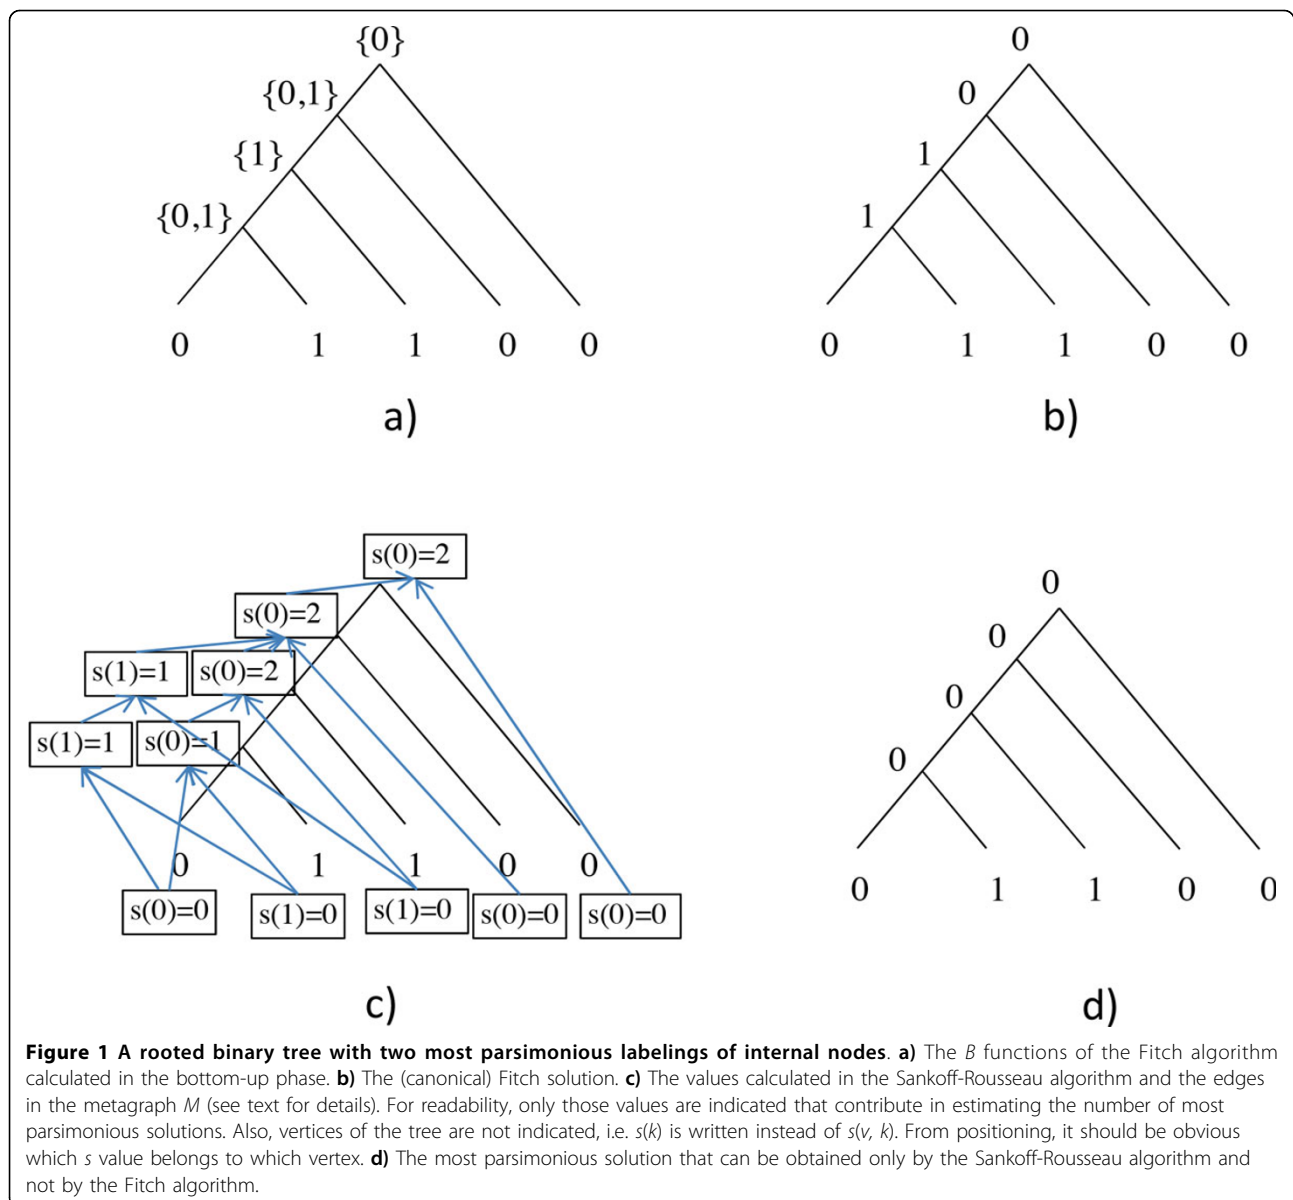 {0}
{0,1}
{1}
{0,1}
0 1 1 0 0
a)
0
0
1
1
0 1 1 0 0
b)
s(0)=2
s(0)=2
s(1)=1 s(0)=2
s(1)=1 s(0)=1
0 1 1 0 0
s(0)=0 s(1)=0 s(1)=0 s(0)=0 s(0)=0
c)
0
0
0
0
0 1 1 0 0
d)
Figure 1 A rooted binary tree with two most parsimonious labelings of internal nodes. a) The B functions of the Fitch algorithm
calculated in the bottom-up phase. b) The (canonical) Fitch solution. c) The values calculated in the Sankoff-Rousseau algorithm and the edges
in the metagraph M (see text for details). For readability, only those values are indicated that contribute in estimating the number of most
parsimonious solutions. Also, vertices of the tree are not indicated, i.e. s(k) is written instead of s(v, k). From positioning, it should be obvious
which s value belongs to which vertex. d) The most parsimonious solution that can be obtained only by the Sankoff-Rousseau algorithm and
not by the Fitch algorithm.